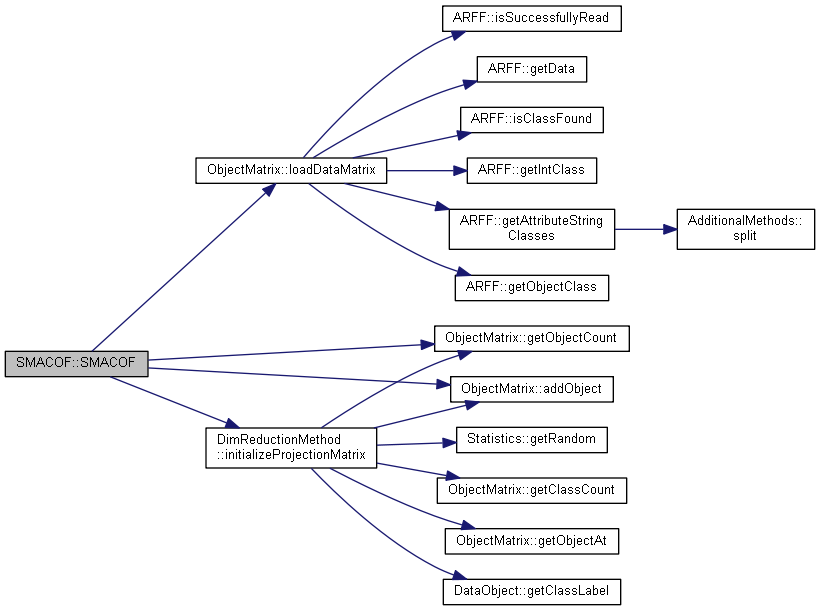 ARFF::isSuccessfullyRead
ARFF::getData
ARFF::isClassFound
ObjectMatrix::loadDataMatrix
ARFF::getIntClass
ARFF::getAttributeString
Classes
AdditionalMethods::
split
ARFF::getObjectClass
SMACOF::SMACOF
ObjectMatrix::getObjectCount
ObjectMatrix::addObject
DimReductionMethod
::initializeProjectionMatrix
Statistics::getRandom
ObjectMatrix::getClassCount
ObjectMatrix::getObjectAt
DataObject::getClassLabel